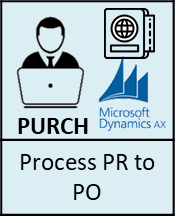 Microsoft
Dynamics AX
PURCH
Process PR to
PO